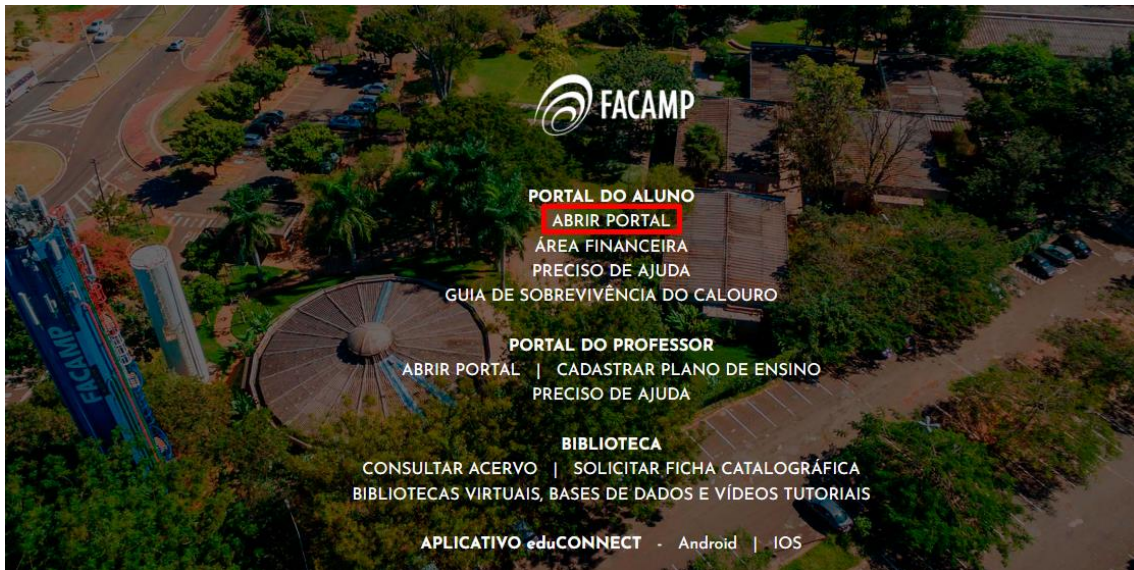 FACAMP
PORTAL DO ALUNO
ABRIR PORTAL
ÁREA FINANCEIRA
PRECISO DE AJUDA
GUIA DE SOBREVIVÊNCIA DO CALOURO
PORTAL DO PROFESSOR
ABRIR PORTAL | CADASTRAR PLANO DE ENSINO
PRECISO DE AJUDA
FACAMP
BIBLIOTECA
CONSULTAR ACERVO | SOLICITAR FICHA CATALOGRÁFICA
BIBLIOTECAS VIRTUAIS, BASES DE DADOS E VÍDEOS TUTORIAIS
APLICATIVO eduCONNECT - Android | IOS